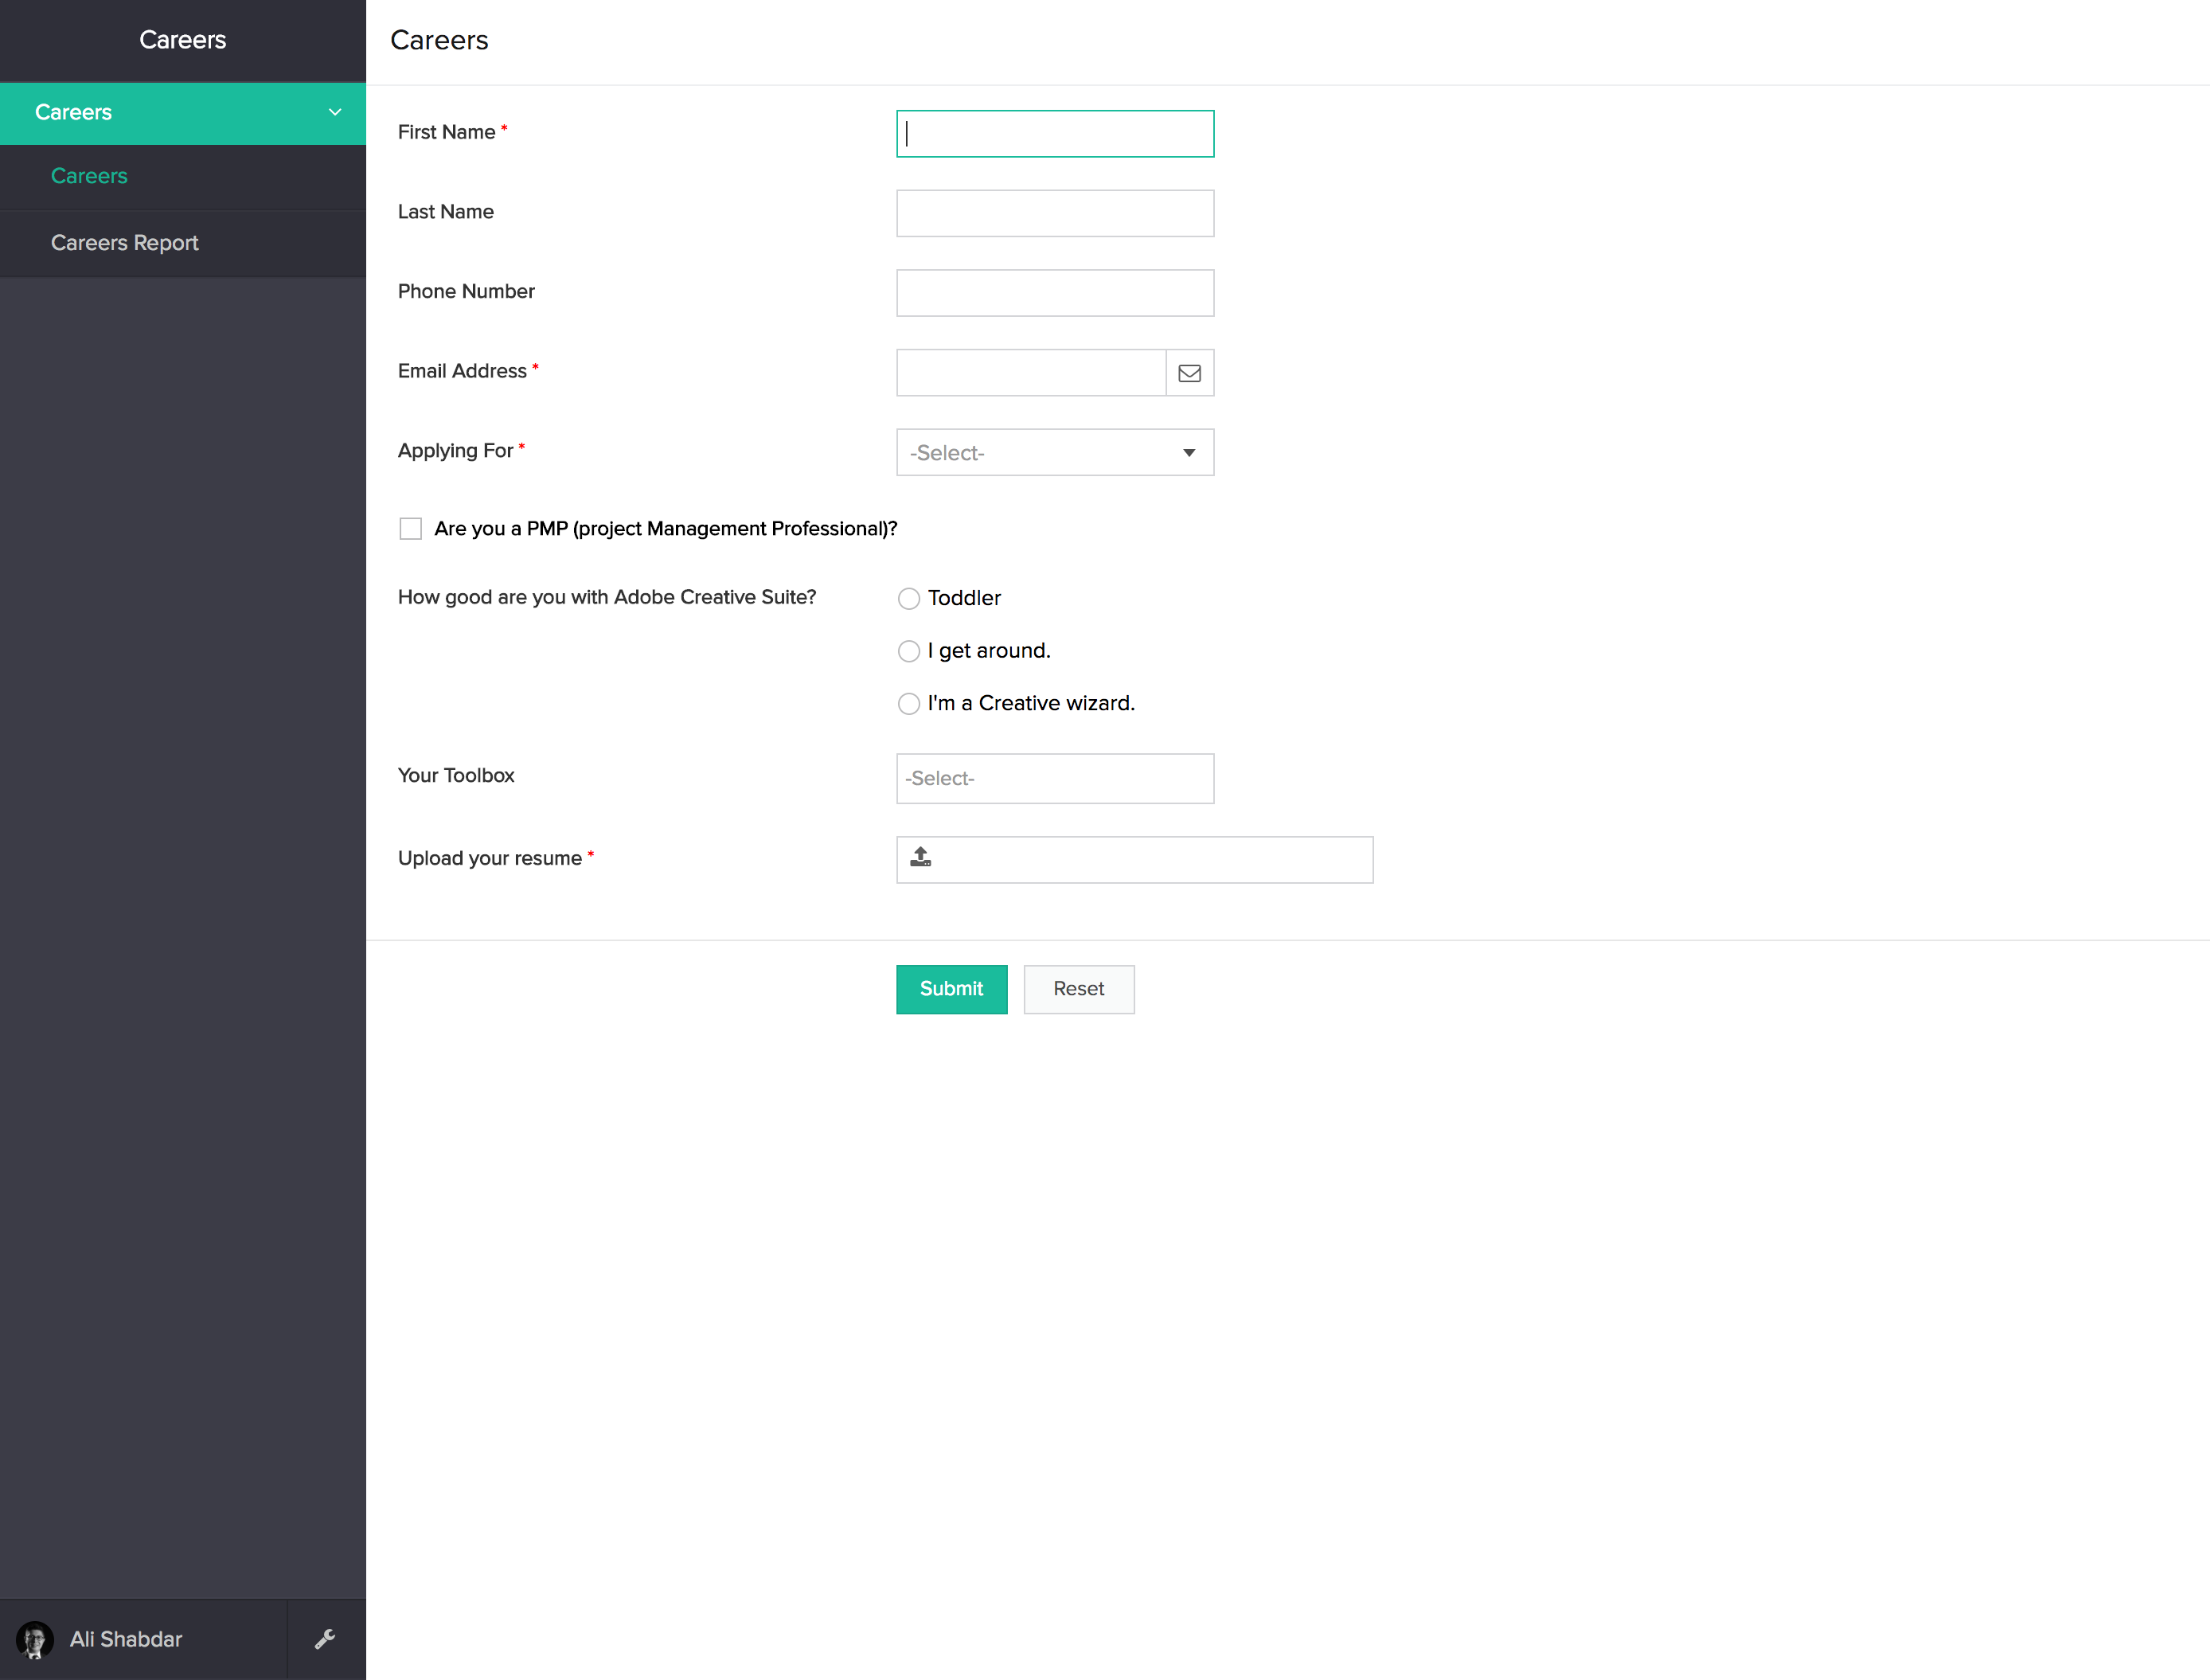 Careers
Careers
Careers
Careers Report
Ali Shabdar
Careers
First Name *
Last Name
Phone Number
Email Address *
Applying For * -Select-
Are you a PMP (project Management Professional)?
How good are you with Adobe Creative Suite? Toddler
I get around.
I'm a Creative wizard.
Your Toolbox -Select-
Upload your resume *
Submit Reset